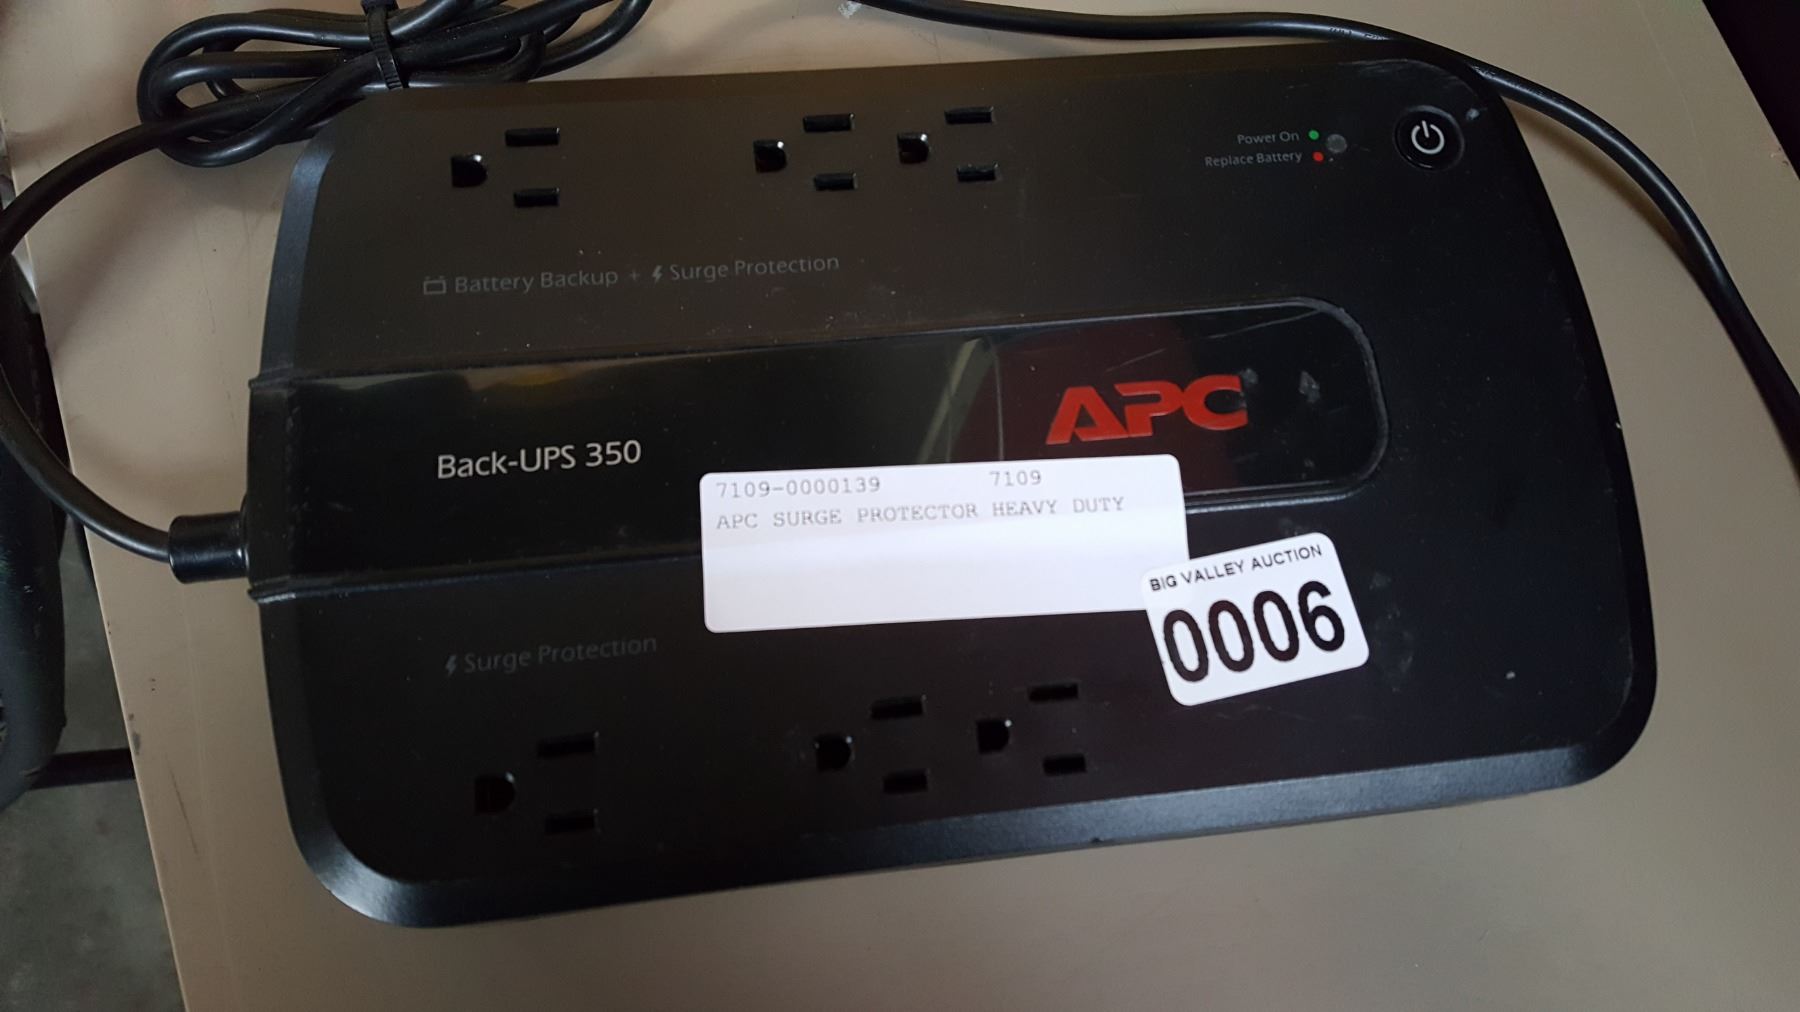 Power On
Replace Battery
Battery Backup + Surge Protection
APC
Back-UPS 350
7109-0000139 7109
APC SURGE PROTECTOR HEAVY DUTY
BIG VALLEY AUCTION
0006
Surge Protection